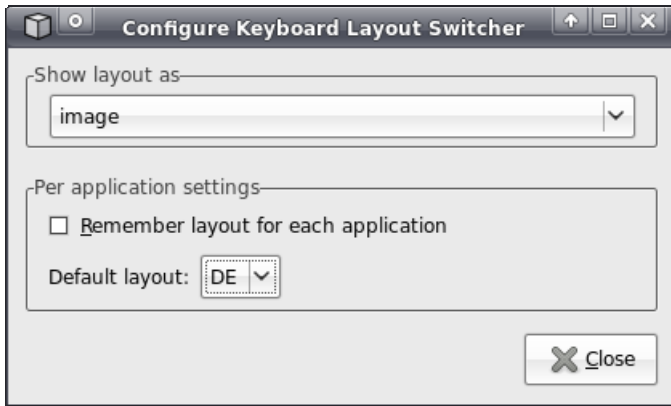 Configure Keyboard Layout Switcher
Show layout as
image
Per application settings
Remember layout for each application
Default layout: DE
Close